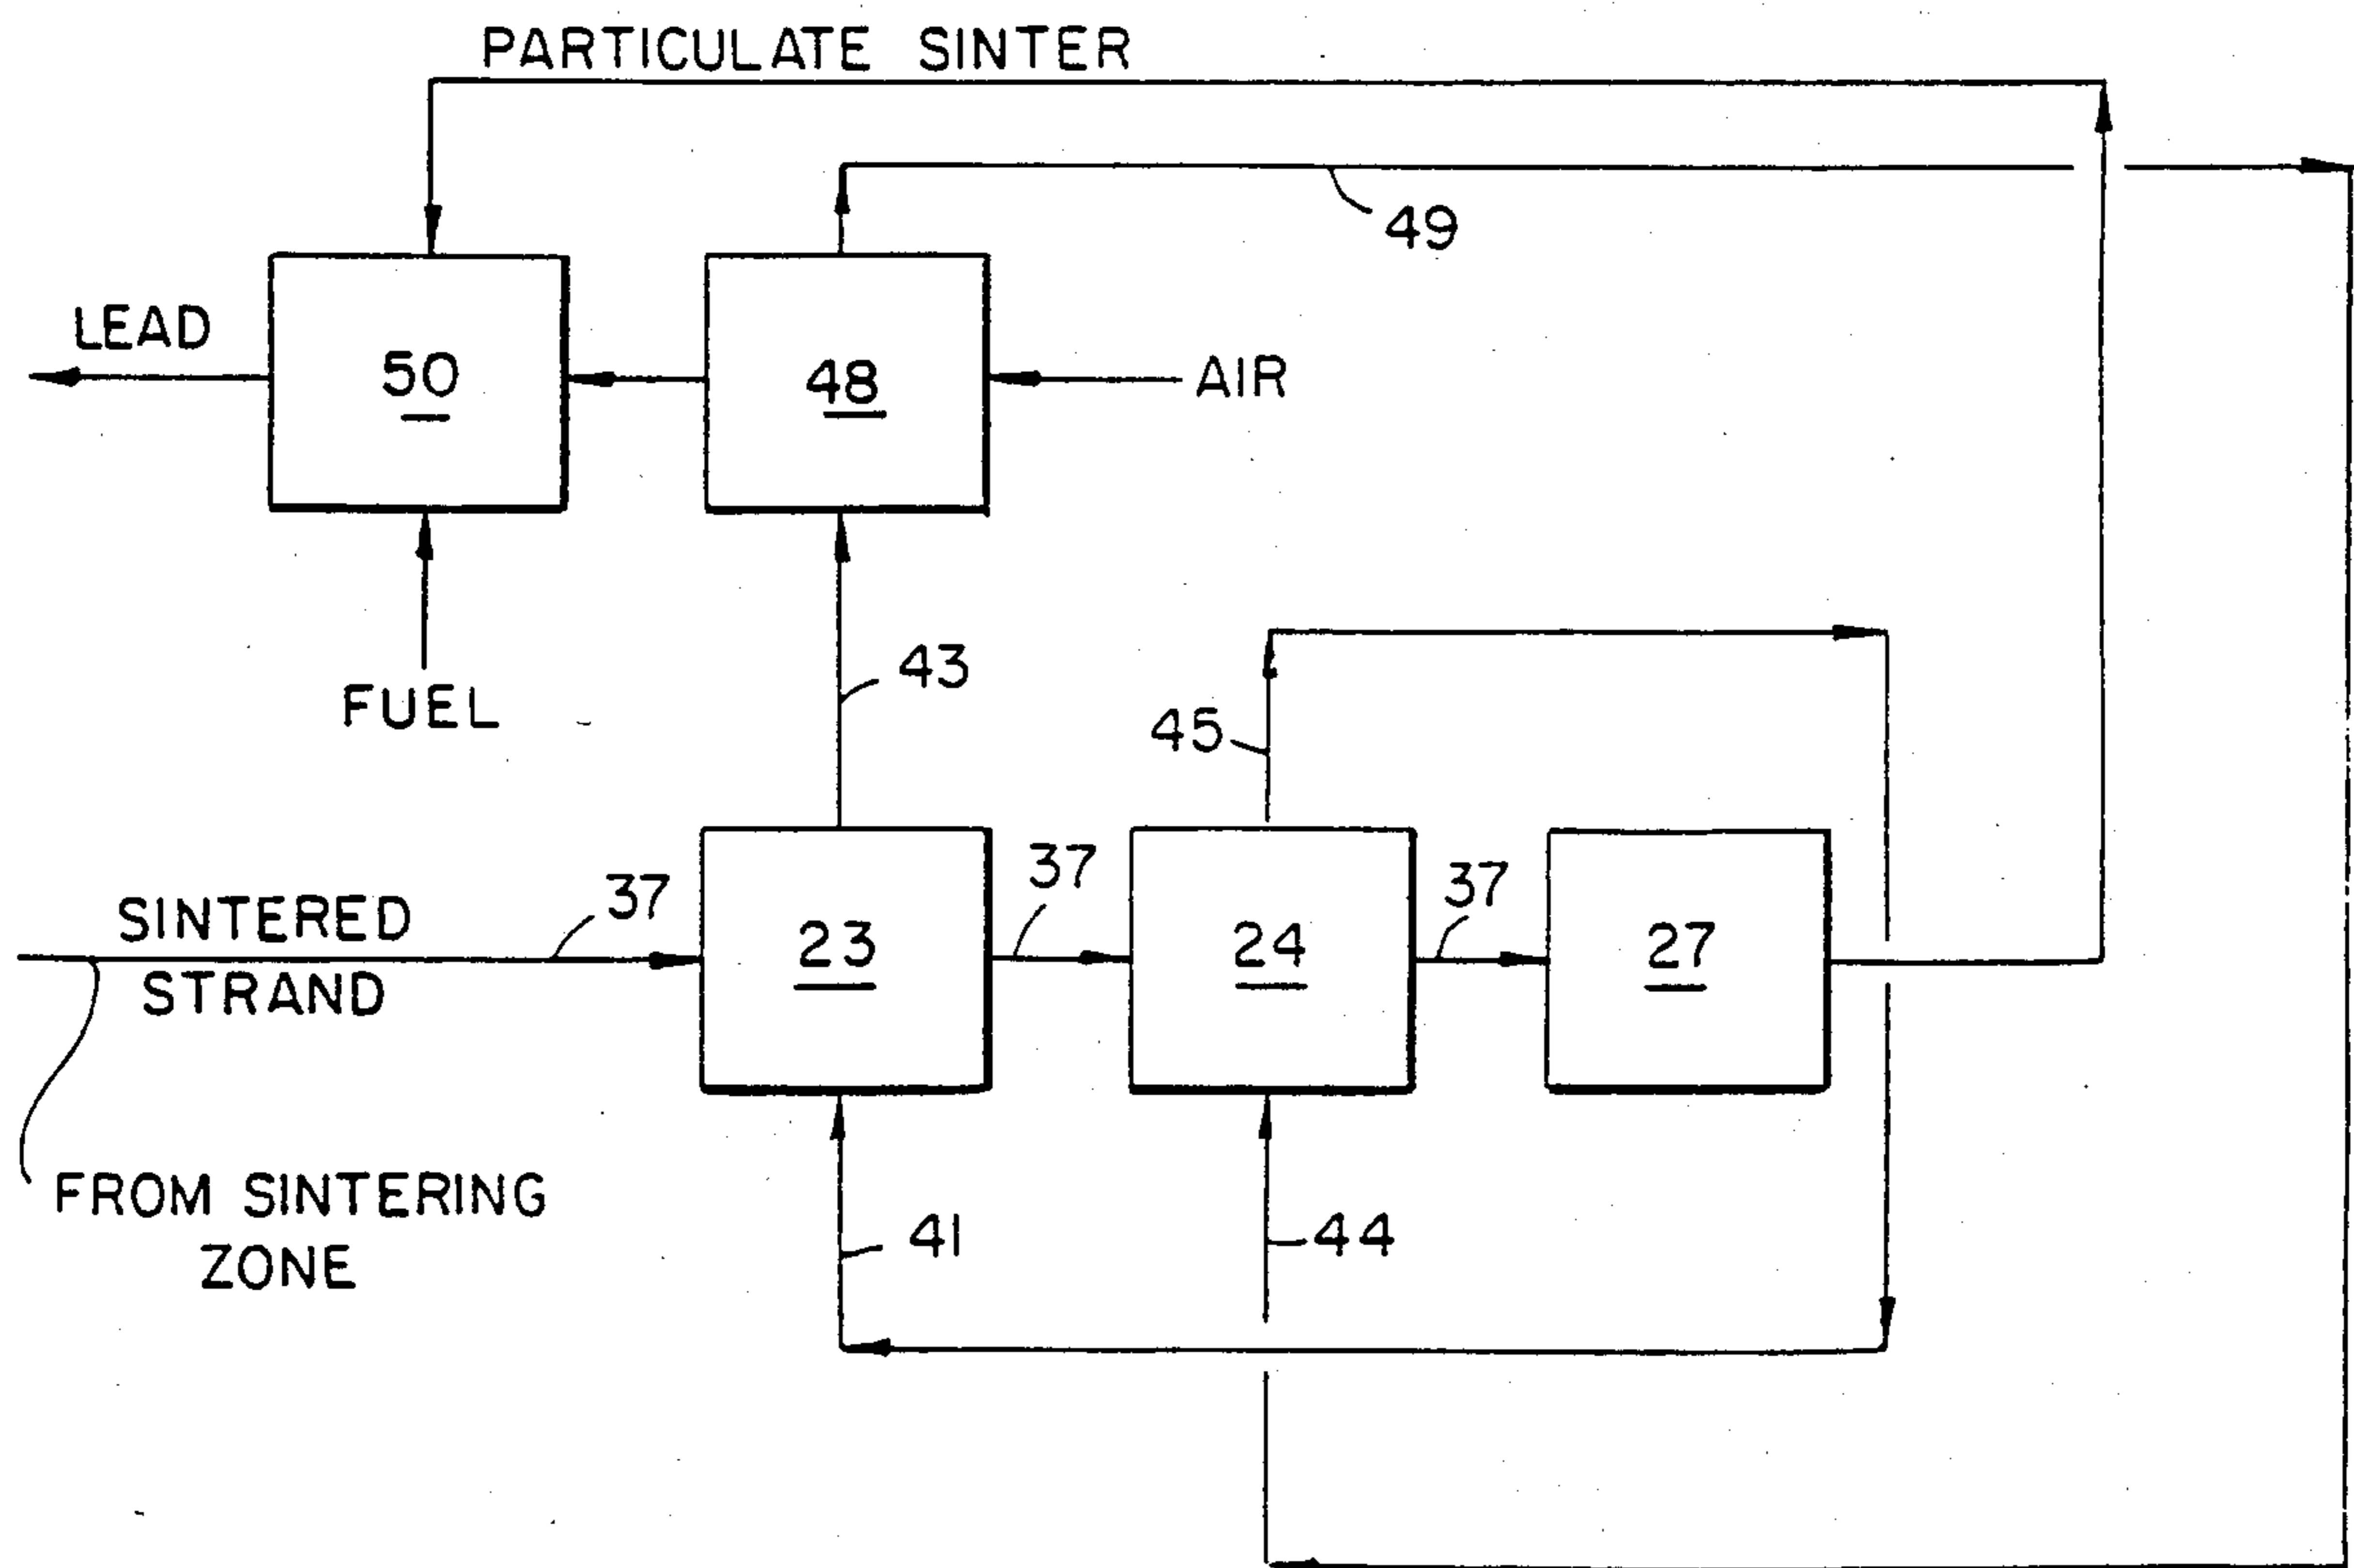 PARTICULATE SINTER
49
LEAD
50
48
AIR
FUEL
43
45
SINTERED
STRAND
37
23
37
24
37
27
FROM SINTERING
ZONE
41
44